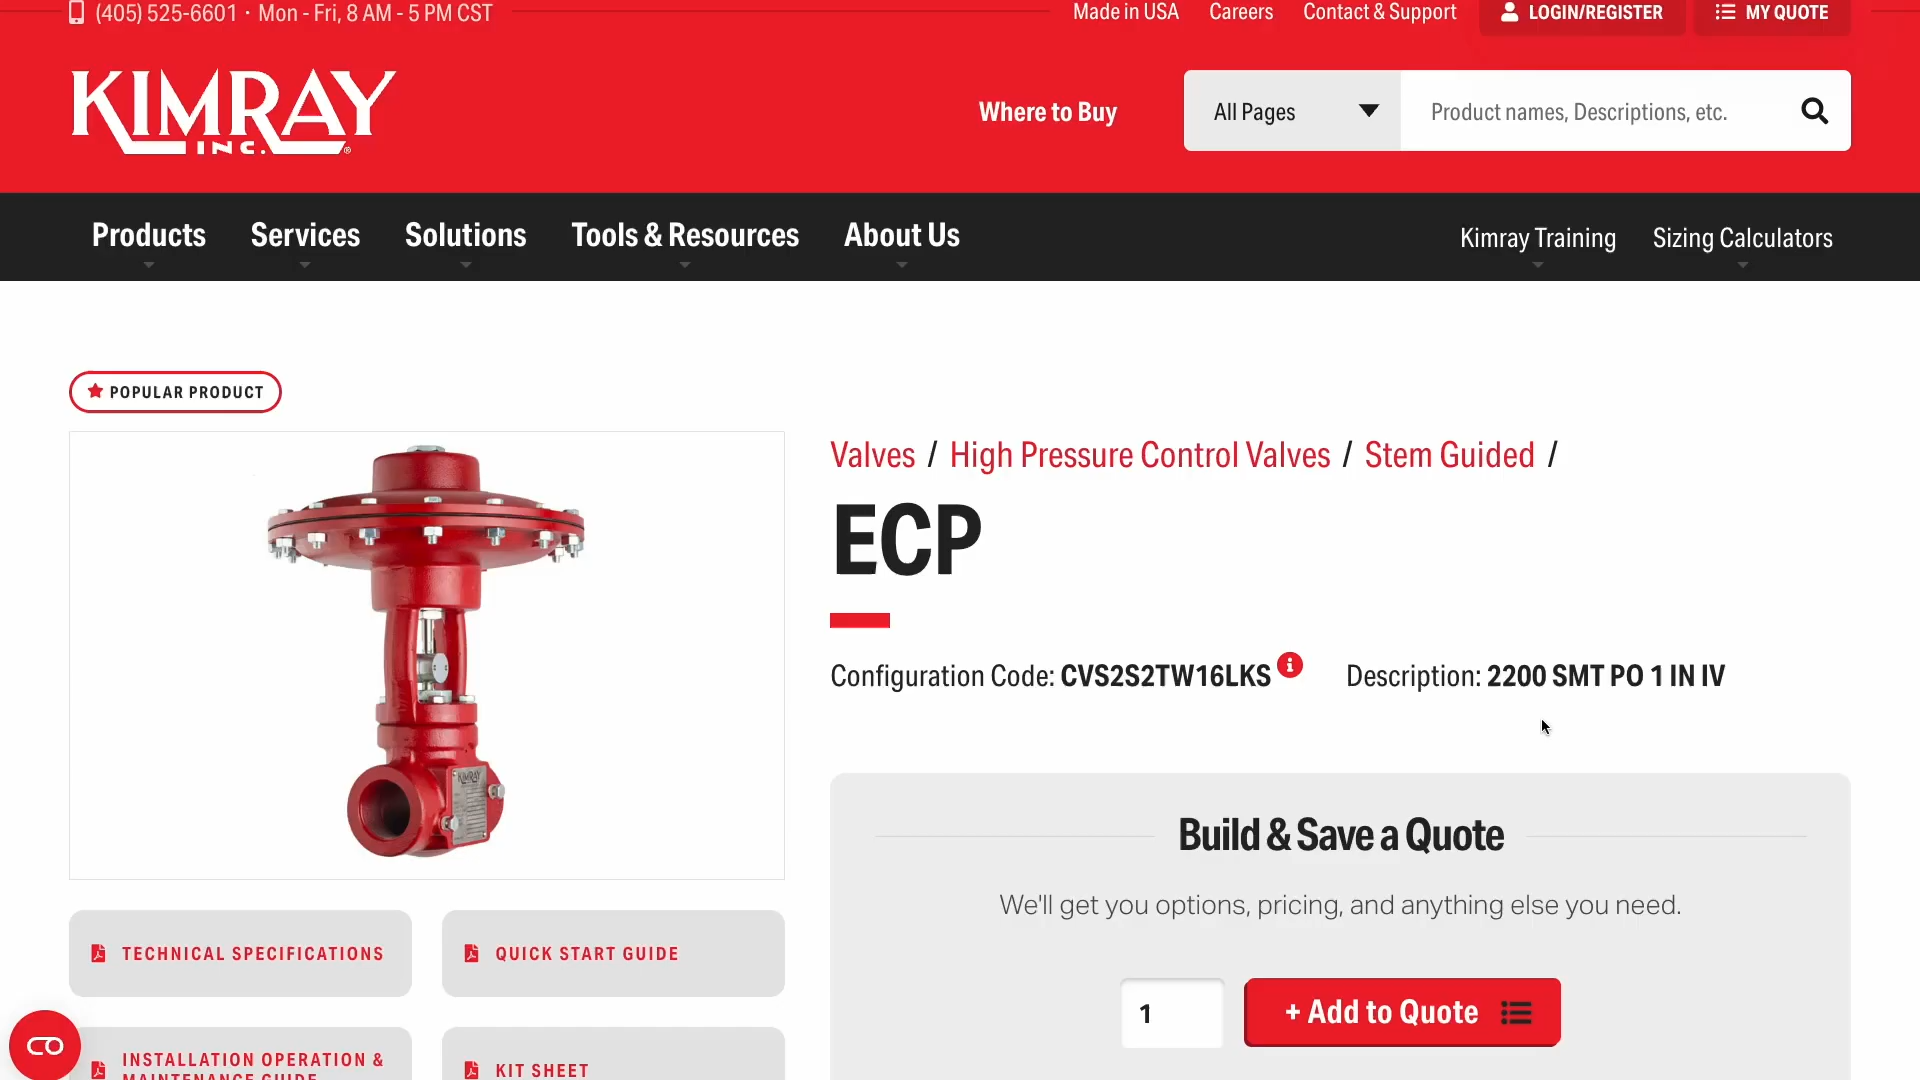 (405) 525-6601 · Mon - Fri, 8 AM - 5 PM CST
Made in USA
Careers
Contact & Support
LOGIN/REGISTER
MY QUOTE
KIMRAY
INC.®
Where to Buy
All Pages
Product names, Descriptions, etc.
Products
Services
Solutions
Tools & Resources
About Us
Kimray Training
Sizing Calculators
POPULAR PRODUCT
KIMRAY
Valves / High Pressure Control Valves / Stem Guided /
ECP
Configuration Code: CVS2S2TW16LKS
Description: 2200 SMT PO 1 IN IV
Build & Save a Quote
We'll get you options, pricing, and anything else you need.
1
+ Add to Quote
TECHNICAL SPECIFICATIONS
QUICK START GUIDE
INSTALLATION OPERATION &
MAINTENANCE GUIDE
KIT SHEET